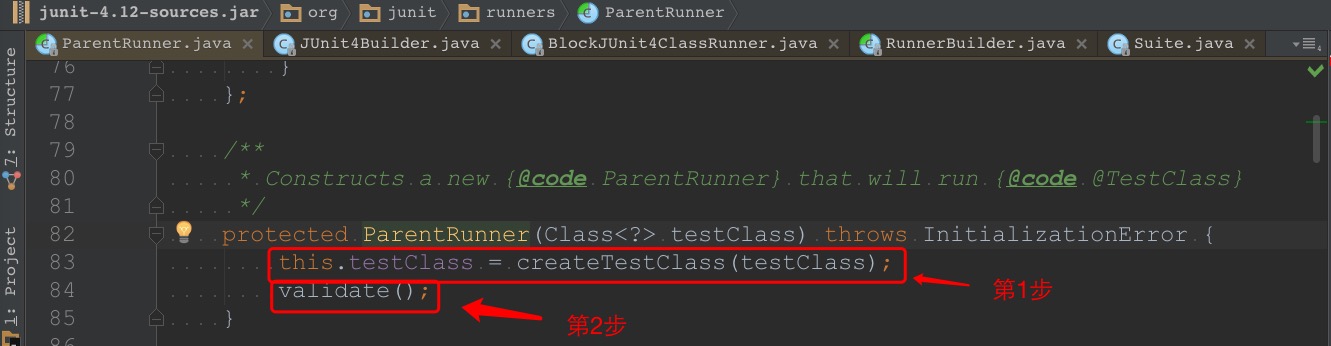 junit-4.12-sources.jar org junit runners ParentRunner
ParentRunner.java JUnit4Builder.java BlockJUnit4ClassRunner.java RunnerBuilder.java Suite.java 4
7: Structure
1: Project
76 }
77 };
78
79 /**
80 * Constructs a new {@code ParentRunner} that will run {@code @TestClass}
81 */
82 protected ParentRunner(Class<?> testClass) throws InitializationError {
83 this.testClass = createTestClass(testClass);
第1步
84 validate();
第2步
85 }
86